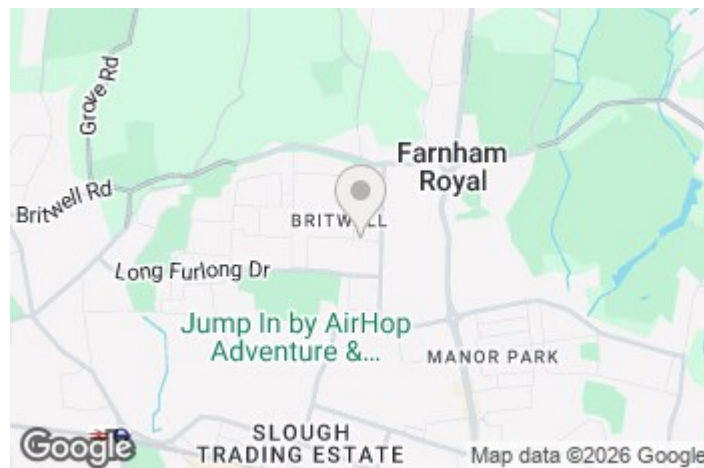 Grove Rd
Farnham
Royal
Britwell Rd
BRITWELL
Long Furlong Dr
Jump In by AirHop
Adventure &...
MANOR PARK
SLOUGH
TRADING ESTATE
Google
Map data ©2026 Google